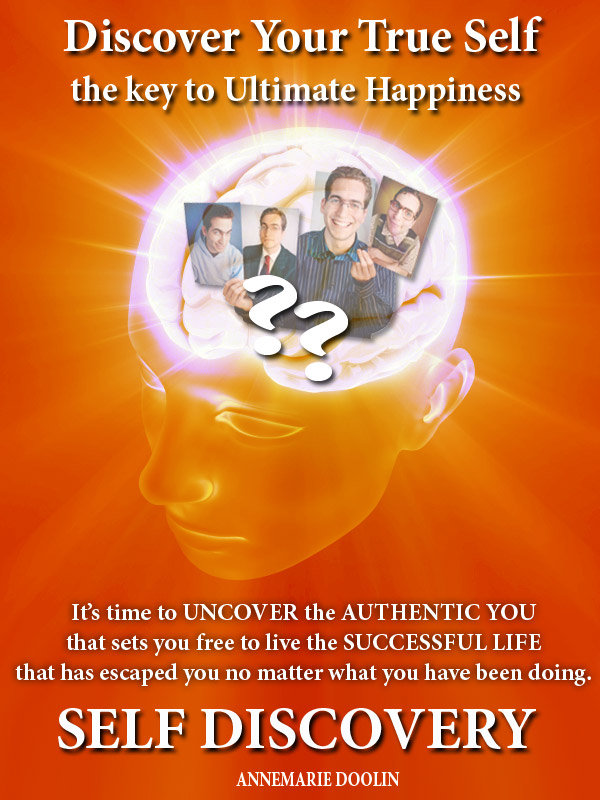 Discover Your True Self
the key to Ultimate Happiness
??
It's time to UNCOVER the AUTHENTIC YOU
that sets you free to live the SUCCESSFUL LIFE
that has escaped you no matter what you have been doing.
SELF DISCOVERY
ANNEMARIE DOOLIN